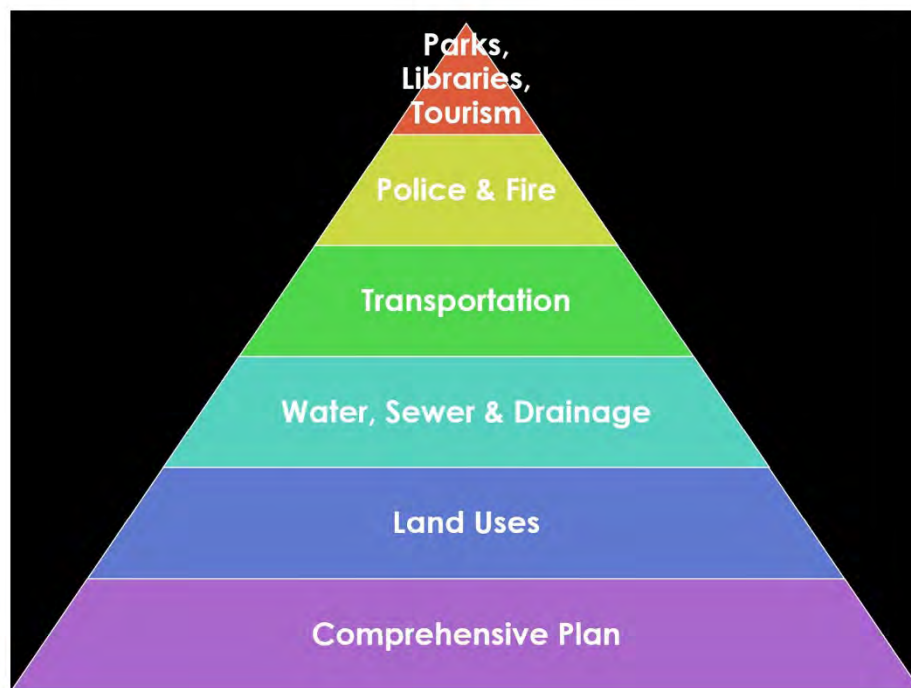 Parks,
Libraries,
Tourism
Police & Fire
Transportation
Water, Sewer & Drainage
Land Uses
Comprehensive Plan